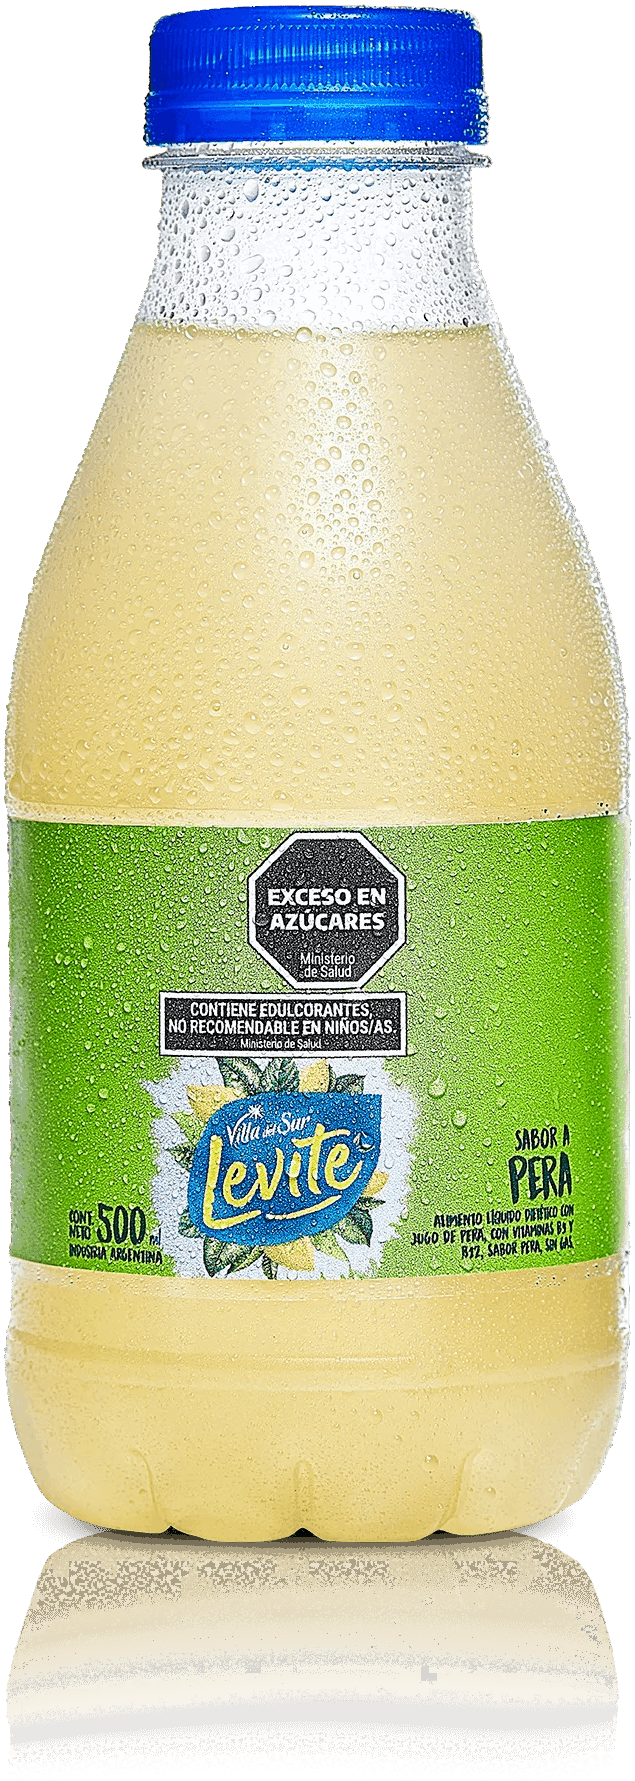 EXCESO EN
AZÚCARES
Ministerio
de Salud
CONTIENE EDULCORANTES,
NO RECOMENDABLE EN NIÑOS/AS.
Ministerio de Salud
Villa del Sur
Levité
SABOR A
PERA
ALIMENTO LÍQUIDO DIETÉTICO CON
JUGO DE PERA, CON VITAMINAS B3 Y
B12, SABOR PERA, SIN GAS.
CONT.
NETO 500 ml
INDUSTRIA ARGENTINA